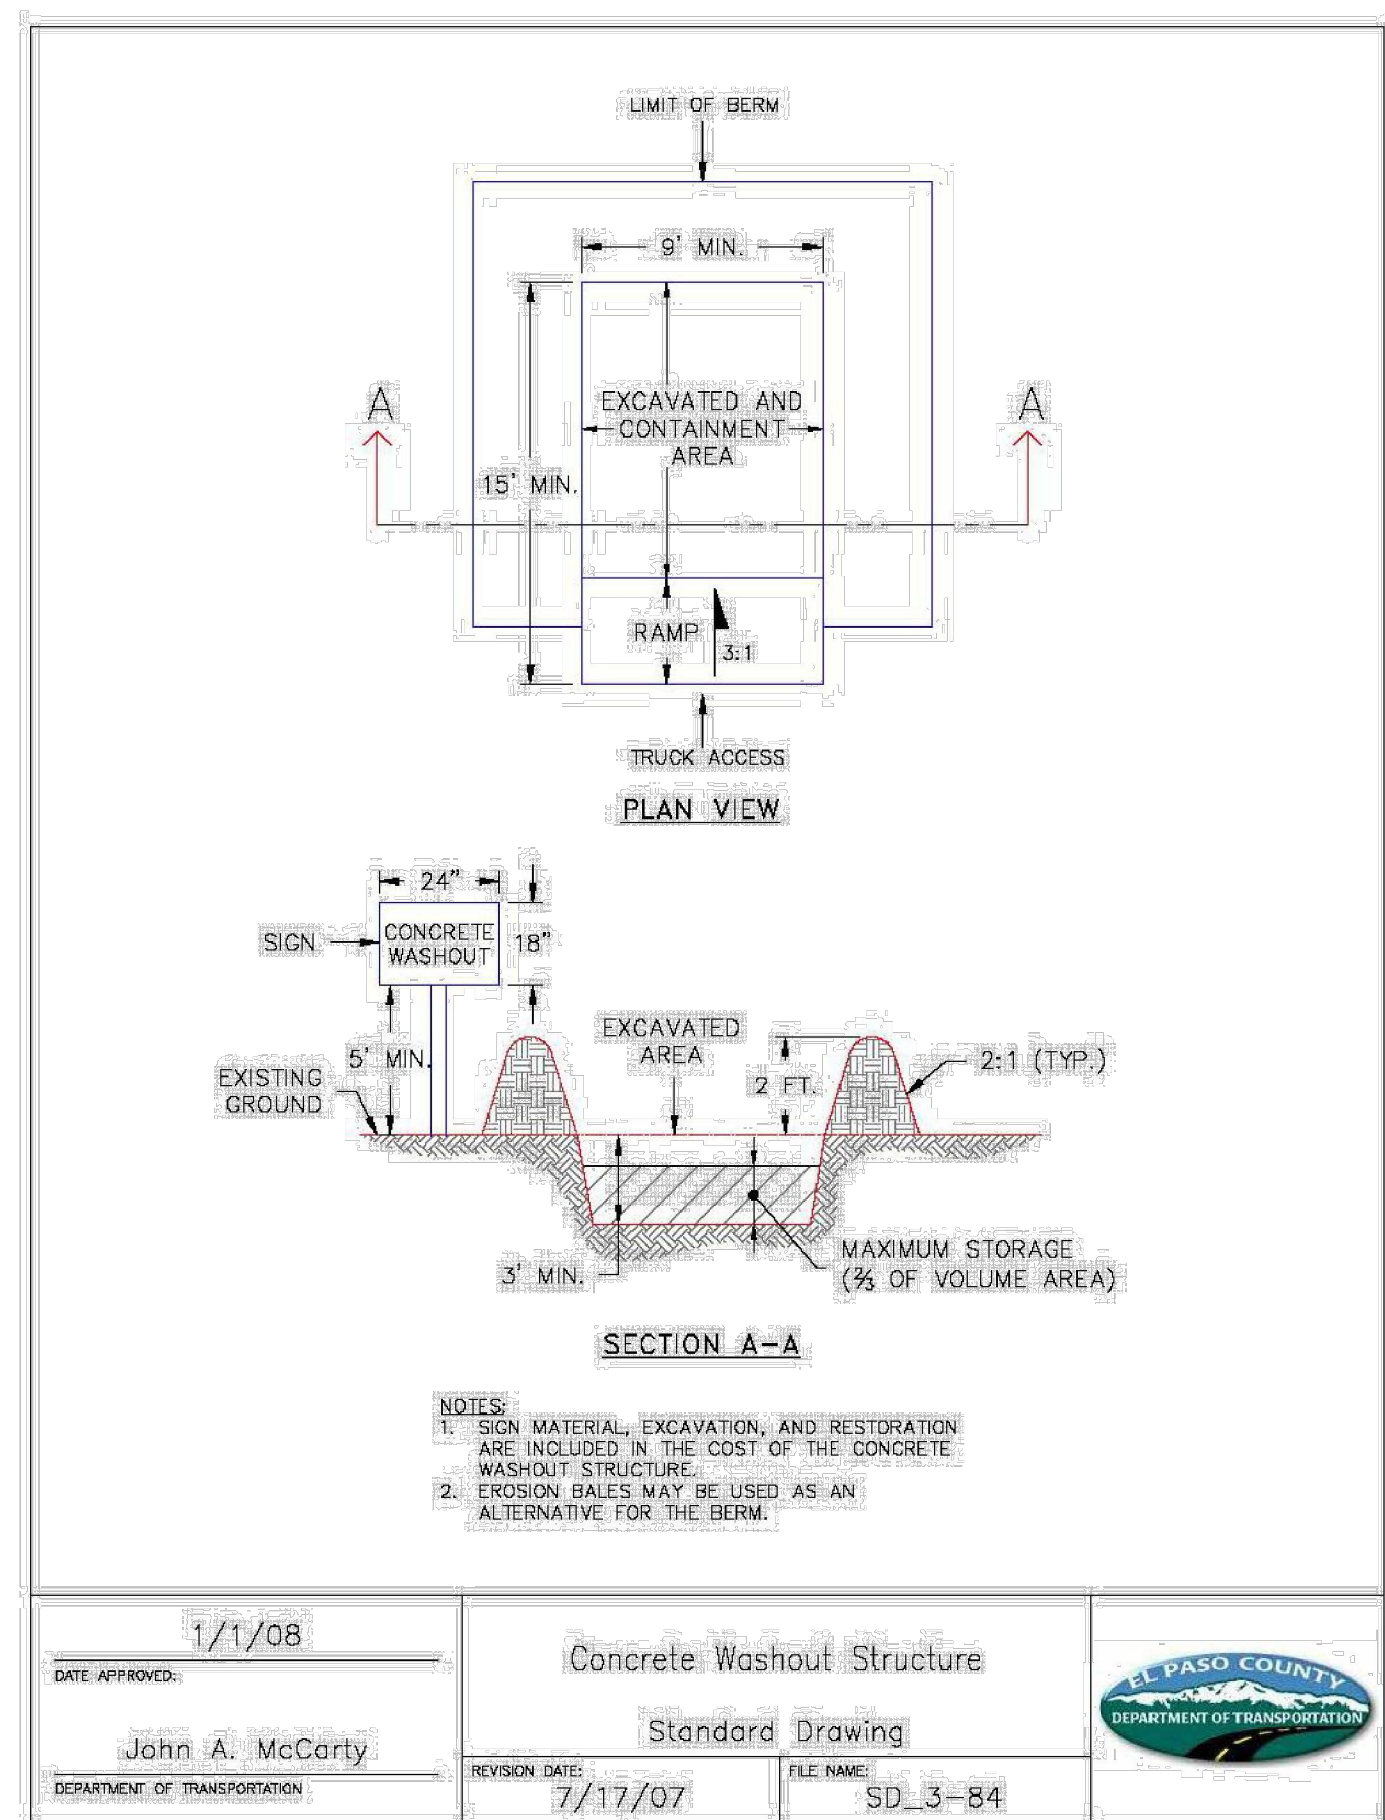 LIMIT OF BERM
9' MIN.
A
A
EXCAVATED AND
CONTAINMENT
AREA
15' MIN.
RAMP
3:1
TRUCK ACCESS
PLAN VIEW
24"
SIGN
CONCRETE
WASHOUT
18"
EXCAVATED
AREA
5' MIN.
2 FT.
2:1 (TYP.)
EXISTING
GROUND
3' MIN.
MAXIMUM STORAGE
(⅔ OF VOLUME AREA)
SECTION A-A
NOTES:
1. SIGN MATERIAL, EXCAVATION, AND RESTORATION
ARE INCLUDED IN THE COST OF THE CONCRETE
WASHOUT STRUCTURE.
2. EROSION BALES MAY BE USED AS AN
ALTERNATIVE FOR THE BERM.
1/1/08
DATE APPROVED:
John A. McCarty
DEPARTMENT OF TRANSPORTATION
Concrete Washout Structure
Standard Drawing
REVISION DATE:
7/17/07
FILE NAME:
SD_3-84
EL PASO COUNTY
DEPARTMENT OF TRANSPORTATION